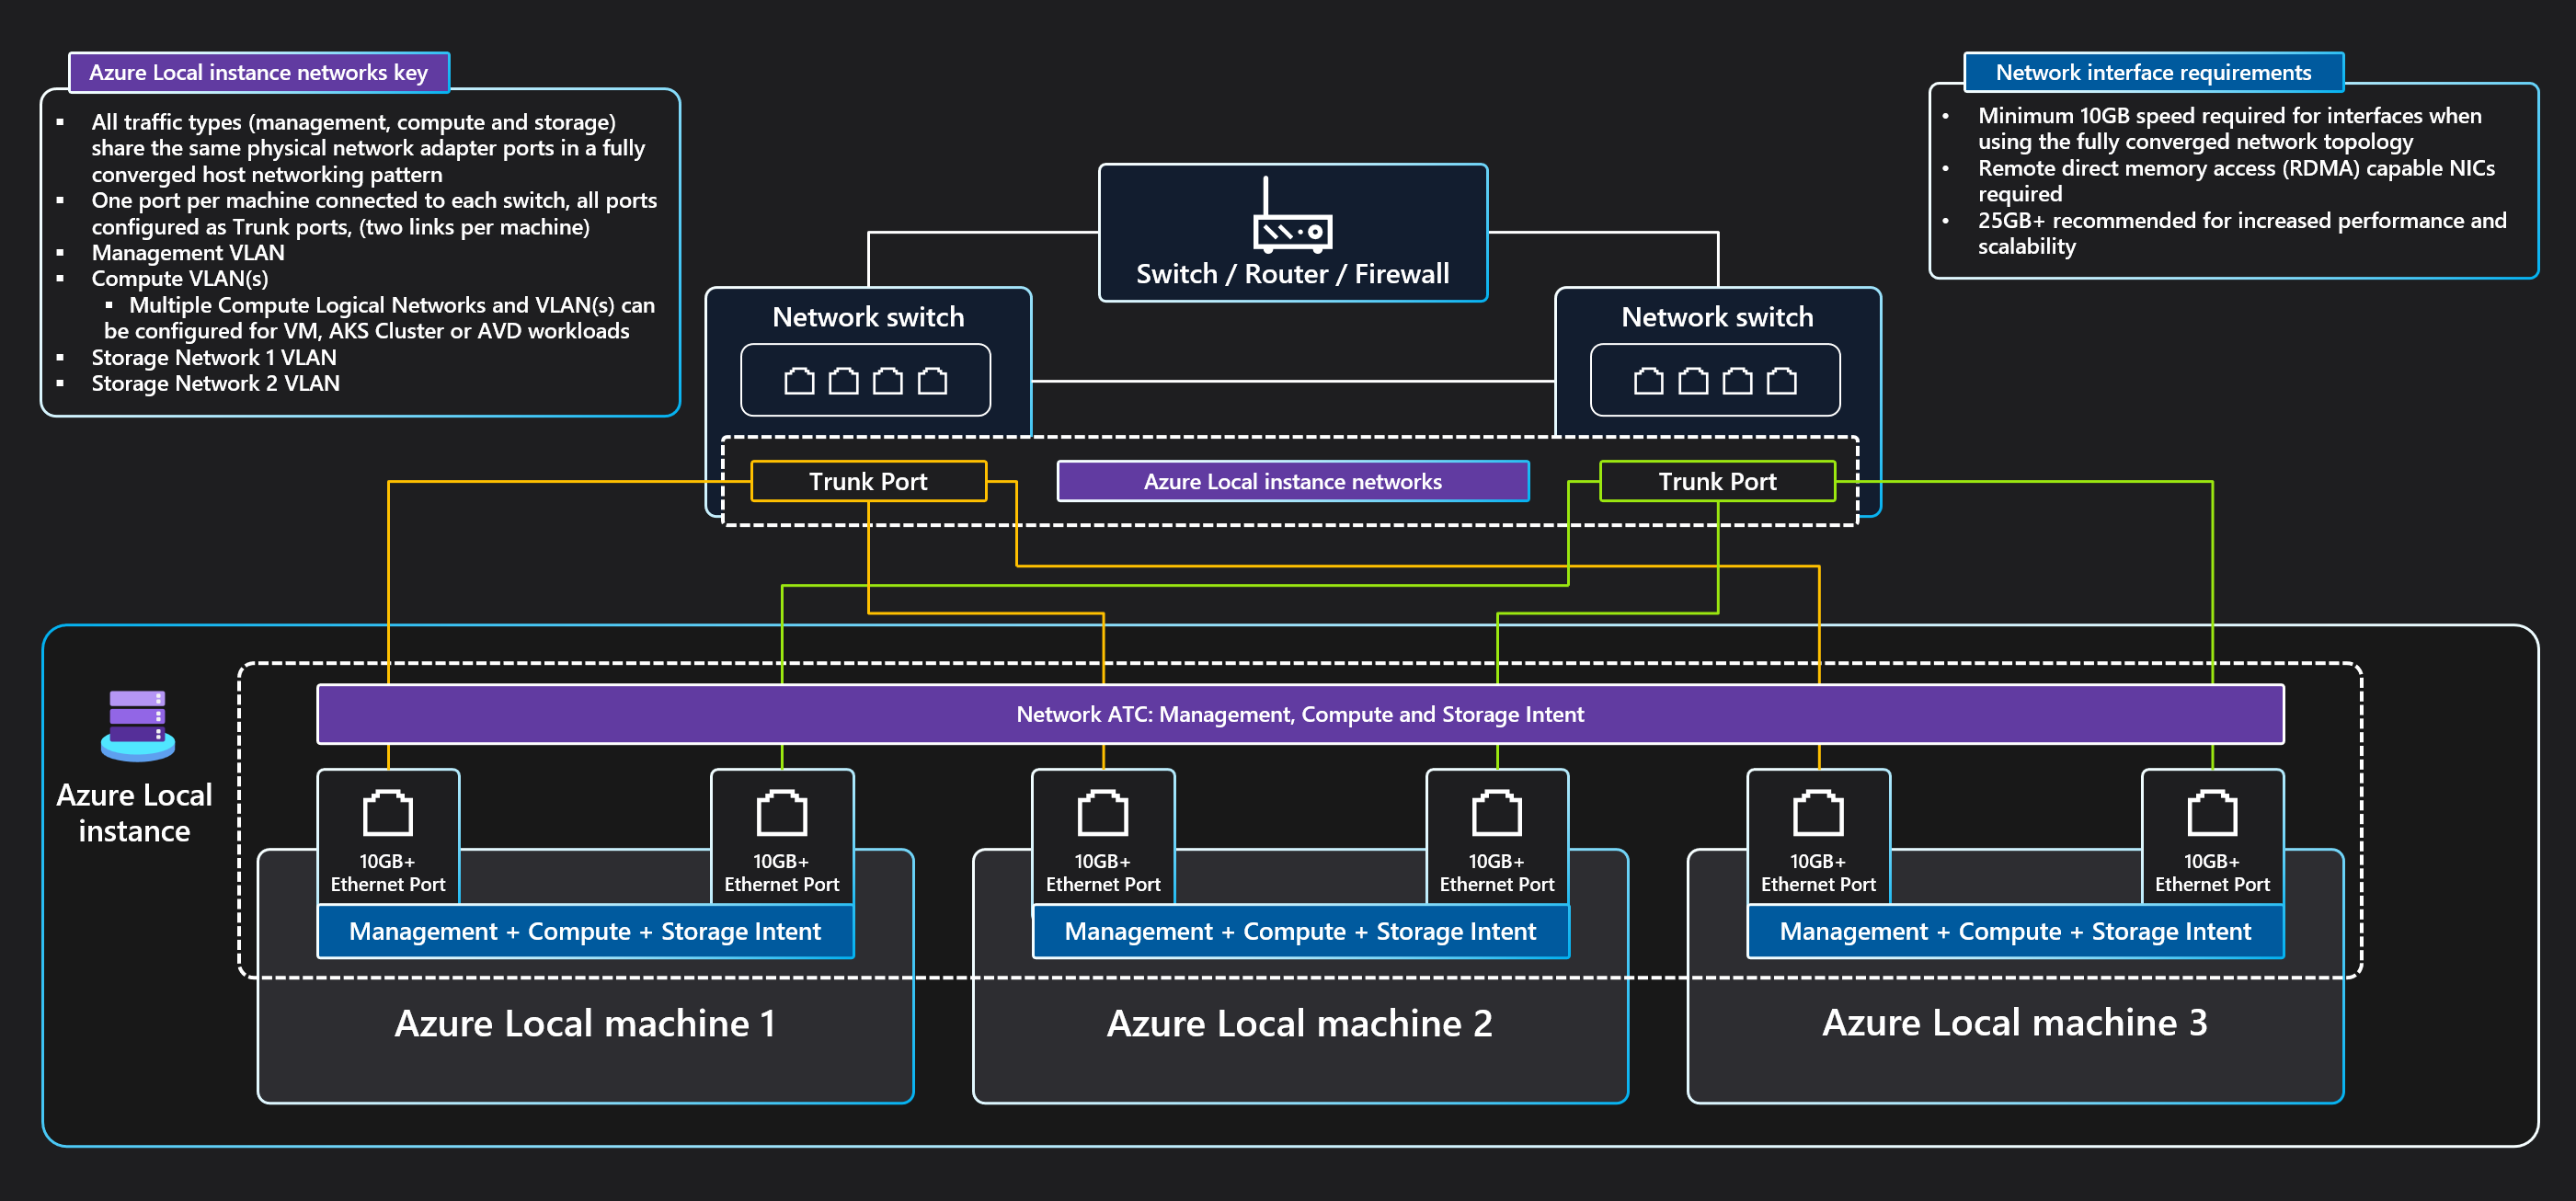 Azure Local instance networks key
▪ All traffic types (management, compute and storage)
share the same physical network adapter ports in a fully
converged host networking pattern
▪ One port per machine connected to each switch, all ports
configured as Trunk ports, (two links per machine)
▪ Management VLAN
▪ Compute VLAN(s)
▪ Multiple Compute Logical Networks and VLAN(s) can
be configured for VM, AKS Cluster or AVD workloads
▪ Storage Network 1 VLAN
▪ Storage Network 2 VLAN
Network interface requirements
• Minimum 10GB speed required for interfaces when
using the fully converged network topology
• Remote direct memory access (RDMA) capable NICs
required
• 25GB+ recommended for increased performance and
scalability
Switch / Router / Firewall
Network switch
Network switch
Trunk Port
Azure Local instance networks
Trunk Port
Azure Local
instance
Network ATC: Management, Compute and Storage Intent
10GB+
Ethernet Port
10GB+
Ethernet Port
Management + Compute + Storage Intent
Azure Local machine 1
10GB+
Ethernet Port
10GB+
Ethernet Port
Management + Compute + Storage Intent
Azure Local machine 2
10GB+
Ethernet Port
10GB+
Ethernet Port
Management + Compute + Storage Intent
Azure Local machine 3